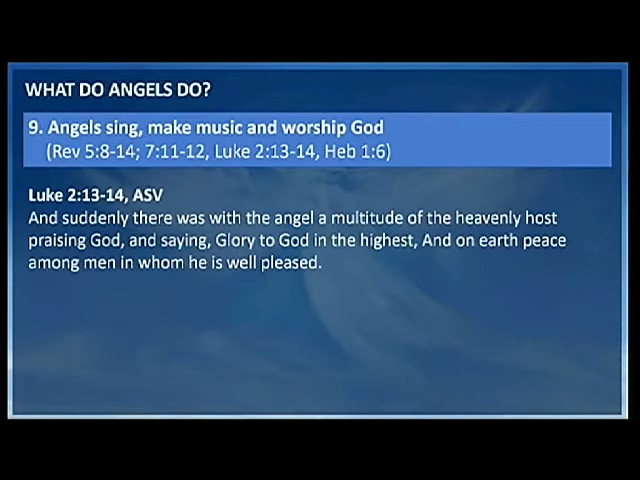 WHAT DO ANGELS DO?
9. Angels sing, make music and worship God
(Rev 5:8-14; 7:11-12, Luke 2:13-14, Heb 1:6)
Luke 2:13-14, ASV
And suddenly there was with the angel a multitude of the heavenly host
praising God, and saying, Glory to God in the highest, And on earth peace
among men in whom he is well pleased.